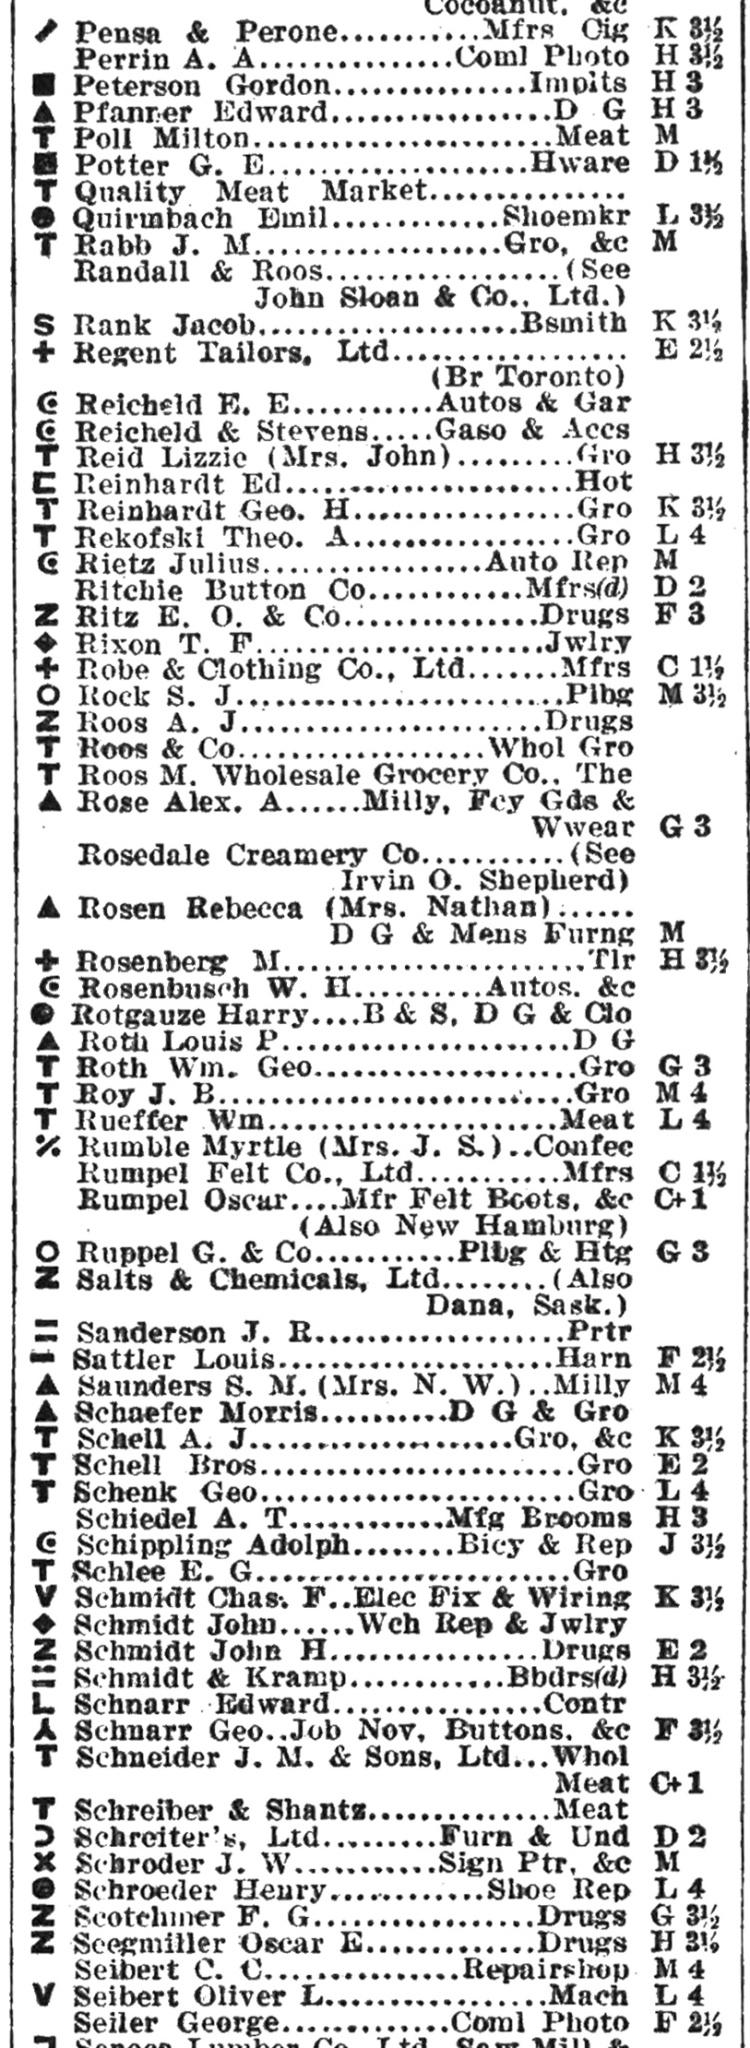 Cocoanut, &c
Pensa & Perone...........Mfrs Cig K 3½
Perrin A. A...............Coml Photo H 3½
■ Peterson Gordon...............Implts H 3
▲ Pfanner Edward.................D G H 3
T Poll Milton.......................Meat M
Potter G. E....................Hware D 1½
T Quality Meat Market...............
● Quirmbach Emil.............Shoemkr L 3½
T Rabb J. M...................Gro, &c M
Randall & Roos..................(See
John Sloan & Co., Ltd.)
S Rank Jacob....................Bsmith K 3½
+ Regent Tailors, Ltd.................. E 2½
(Br Toronto)
Reicheld E. E...........Autos & Gar
Reicheld & Stevens.....Gaso & Accs
T Reid Lizzie (Mrs. John).........Gro H 3½
Reinhardt Ed......................Hot
T Reinhardt Geo. H.................Gro K 3½
T Rekofski Theo. A.................Gro L 4
Rietz Julius.................Auto Rep M
Ritchie Button Co............Mfrs(d) D 2
Z Ritz E. O. & Co...............Drugs F 3
◆ Rixon T. F......................Jwlry
+ Robe & Clothing Co., Ltd.......Mfrs C 1½
O Rock S. J.........................Plbg M 3½
Z Roos A. J.......................Drugs
T Roos & Co...................Whol Gro
T Roos M. Wholesale Grocery Co., The
▲ Rose Alex. A......Milly, Fcy Gds &
Wwear G 3
Rosedale Creamery Co...........(See
Irvin O. Shepherd)
▲ Rosen Rebecca (Mrs. Nathan)......
D G & Mens Furng M
+ Rosenberg M.......................Tlr H 3½
Rosenbusch W. H..........Autos. &c
● Rotgauze Harry....B & S, D G & Clo
▲ Roth Louis P......................D G
T Roth Wm. Geo....................Gro G 3
T Roy J. B...........................Gro M 4
T Rueffer Wm......................Meat L 4
% Rumble Myrtle (Mrs. J. S.)..Confec
Rumpel Felt Co., Ltd...........Mfrs C 1½
Rumpel Oscar....Mfr Felt Boots, &c C+1
(Also New Hamburg)
O Ruppel G. & Co...........Plbg & Htg G 3
Z Salts & Chemicals, Ltd........(Also
Dana, Sask.)
= Sanderson J. R...................Prtr
- Sattler Louis.....................Harn F 2½
▲ Saunders S. M. (Mrs. N. W.)..Milly M 4
▲ Schaefer Morris..........D G & Gro
T Schell A. J....................Gro, &c K 3½
T Schell Bros........................Gro E 2
T Schenk Geo........................Gro L 4
Schiedel A. T............Mfg Brooms H 3
Schippling Adolph........Bicy & Rep J 3½
T Schlee E. G........................Gro
V Schmidt Chas. F..Elec Fix & Wiring K 3½
◆ Schmidt John......Wch Rep & Jwlry
Z Schmidt John H................Drugs E 2
Schmidt & Kramp............Bbdrs(d) H 3½
L Schnarr Edward................Contr
Schnarr Geo..Job Nov, Buttons, &c F 3½
T Schneider J. M. & Sons, Ltd...Whol
Meat C+1
T Schreiber & Shantz..............Meat
Schreiter's, Ltd.........Furn & Und D 2
× Schroder J. W...........Sign Ptr, &c M
● Schroeder Henry............Shoe Rep L 4
Z Scotchmer F. G.................Drugs G 3½
Z Seegmiller Oscar E.............Drugs H 3½
Seibert C. C...............Repairshop M 4
V Seibert Oliver L.................Mach L 4
Seiler George.............Coml Photo F 2½